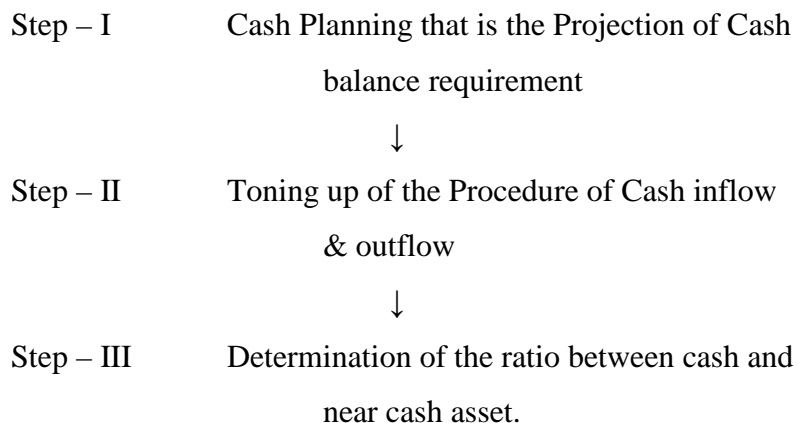 Step – I Cash Planning that is the Projection of Cash
balance requirement
↓
Step – II Toning up of the Procedure of Cash inflow
& outflow
↓
Step – III Determination of the ratio between cash and
near cash asset.